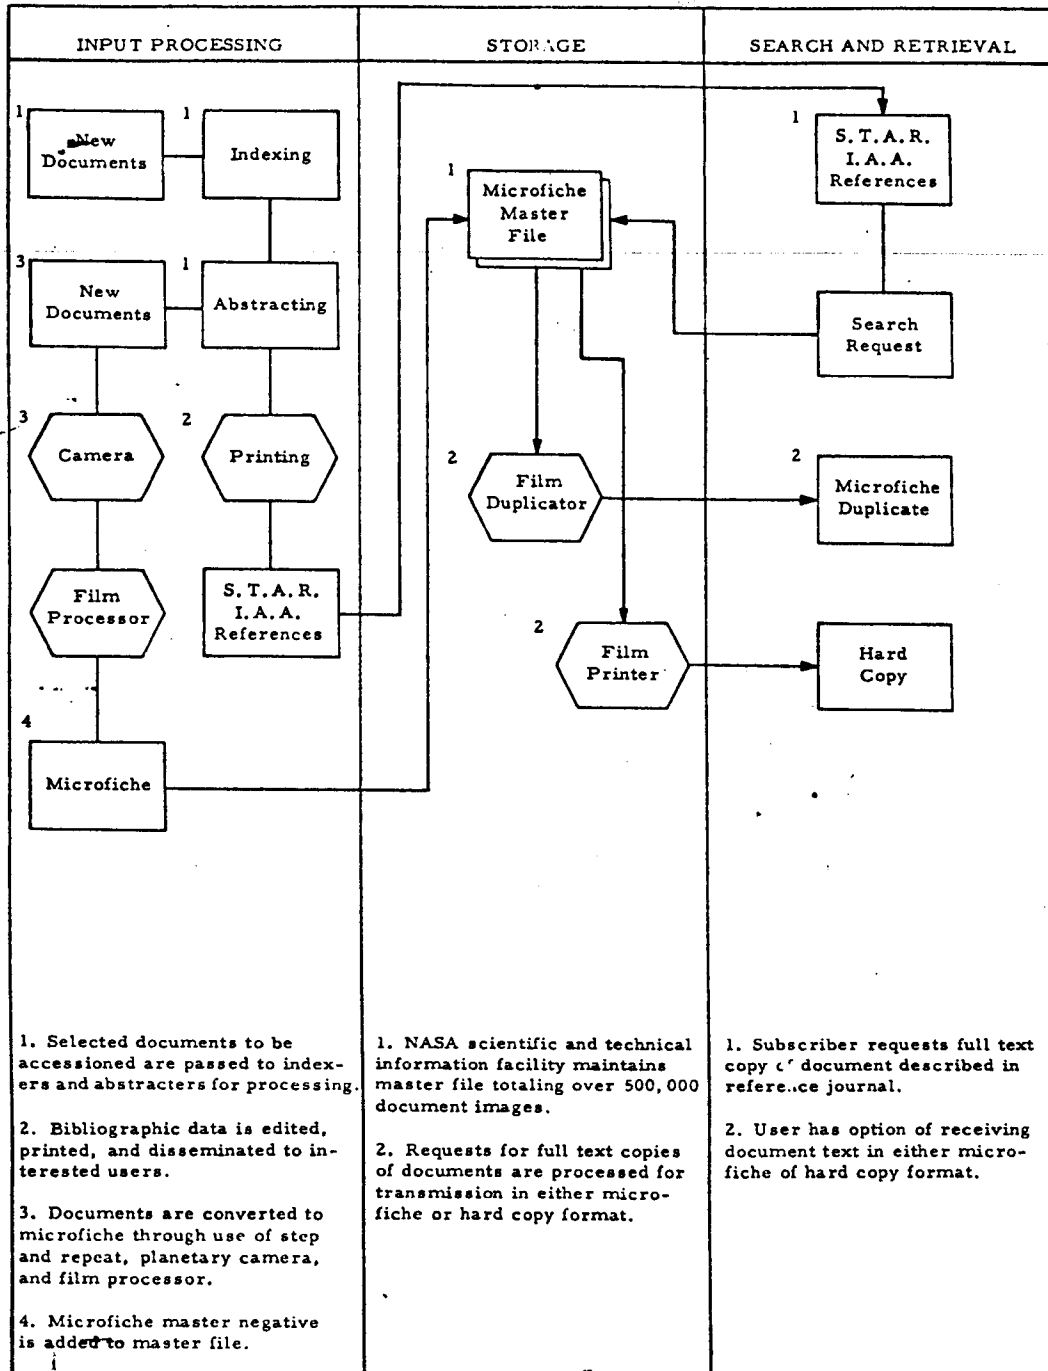 INPUT PROCESSING
STORAGE
SEARCH AND RETRIEVAL
1
New
Documents
1
Indexing
3
New
Documents
1
Abstracting
3
Camera
2
Printing
Film
Processor
S. T. A. R.
I. A. A.
References
4
Microfiche
1
Microfiche
Master
File
2
Film
Duplicator
2
Film
Printer
1
S. T. A. R.
I. A. A.
References
Search
Request
2
Microfiche
Duplicate
Hard
Copy
1. Selected documents to be
accessioned are passed to index-
ers and abstracters for processing.
2. Bibliographic data is edited,
printed, and disseminated to in-
terested users.
3. Documents are converted to
microfiche through use of step
and repeat, planetary camera,
and film processor.
4. Microfiche master negative
is added to master file.
1. NASA scientific and technical
information facility maintains
master file totaling over 500,000
document images.
2. Requests for full text copies
of documents are processed for
transmission in either micro-
fiche or hard copy format.
1. Subscriber requests full text
copy of document described in
reference journal.
2. User has option of receiving
document text in either micro-
fiche of hard copy format.